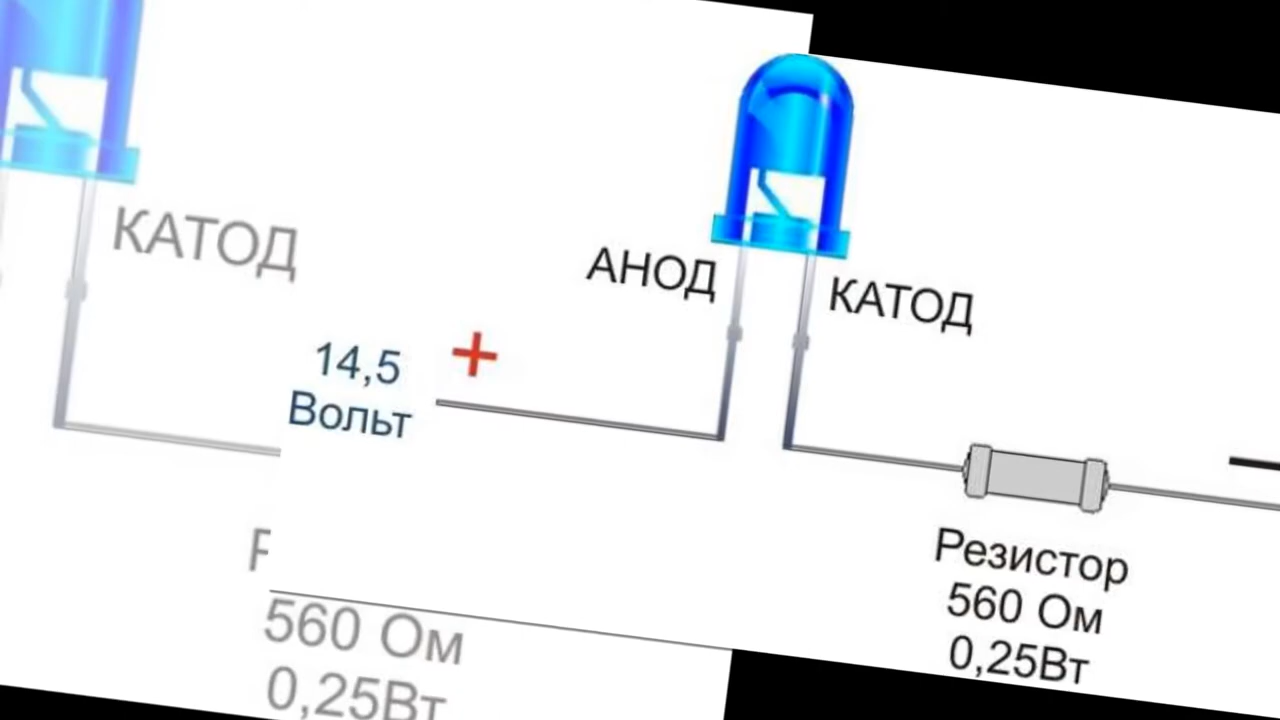 КАТОД
560 Ом
0,25Вт
АНОД
КАТОД
14,5
+
Вольт
Резистор
560 Ом
0,25Вт